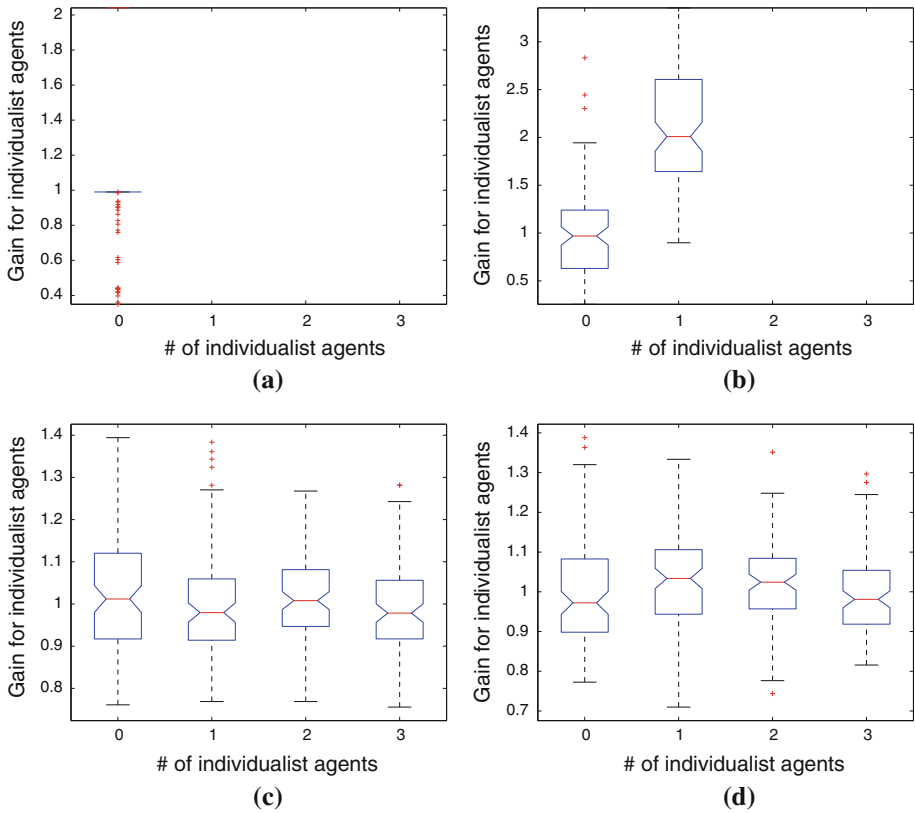 2
1.8
1.6
1.4
1.2
1
0.8
0.6
0.4
Gain for individualist agents
0 1 2 3
# of individualist agents
(a)
3
2.5
2
1.5
1
0.5
Gain for individualist agents
0 1 2 3
# of individualist agents
(b)
1.4
1.3
1.2
1.1
1
0.9
0.8
Gain for individualist agents
0 1 2 3
# of individualist agents
(c)
1.4
1.3
1.2
1.1
1
0.9
0.8
0.7
Gain for individualist agents
0 1 2 3
# of individualist agents
(d)